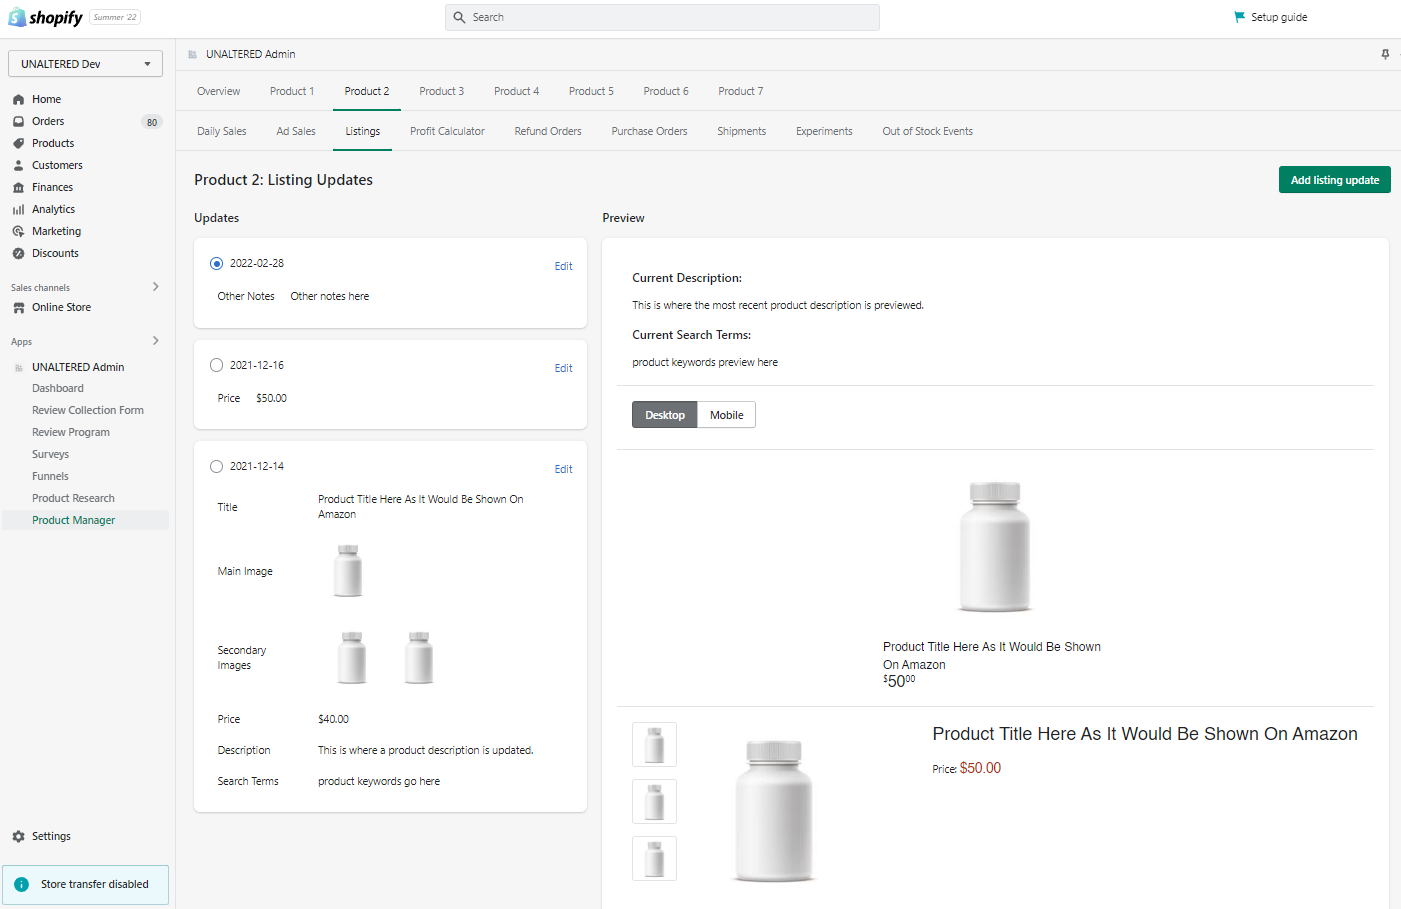 shopify
Summer '22
Search
Setup guide
UNALTERED Dev
Home
Orders
80
Products
Customers
Finances
Analytics
Marketing
Discounts
Sales channels
Online Store
Apps
UNALTERED Admin
Dashboard
Review Collection Form
Review Program
Surveys
Funnels
Product Research
Product Manager
Settings
Store transfer disabled
UNALTERED Admin
Overview
Product 1
Product 2
Product 3
Product 4
Product 5
Product 6
Product 7
Daily Sales
Ad Sales
Listings
Profit Calculator
Refund Orders
Purchase Orders
Shipments
Experiments
Out of Stock Events
Product 2: Listing Updates
Add listing update
Updates
2022-02-28
Edit
Other Notes
Other notes here
2021-12-16
Edit
Price
$50.00
2021-12-14
Edit
Title
Product Title Here As It Would Be Shown On
Amazon
Main Image
Secondary
Images
Price
$40.00
Description
This is where a product description is updated.
Search Terms
product keywords go here
Preview
Current Description:
This is where the most recent product description is previewed.
Current Search Terms:
product keywords preview here
Desktop
Mobile
Product Title Here As It Would Be Shown
On Amazon
$5000
Product Title Here As It Would Be Shown On Amazon
Price: $50.00